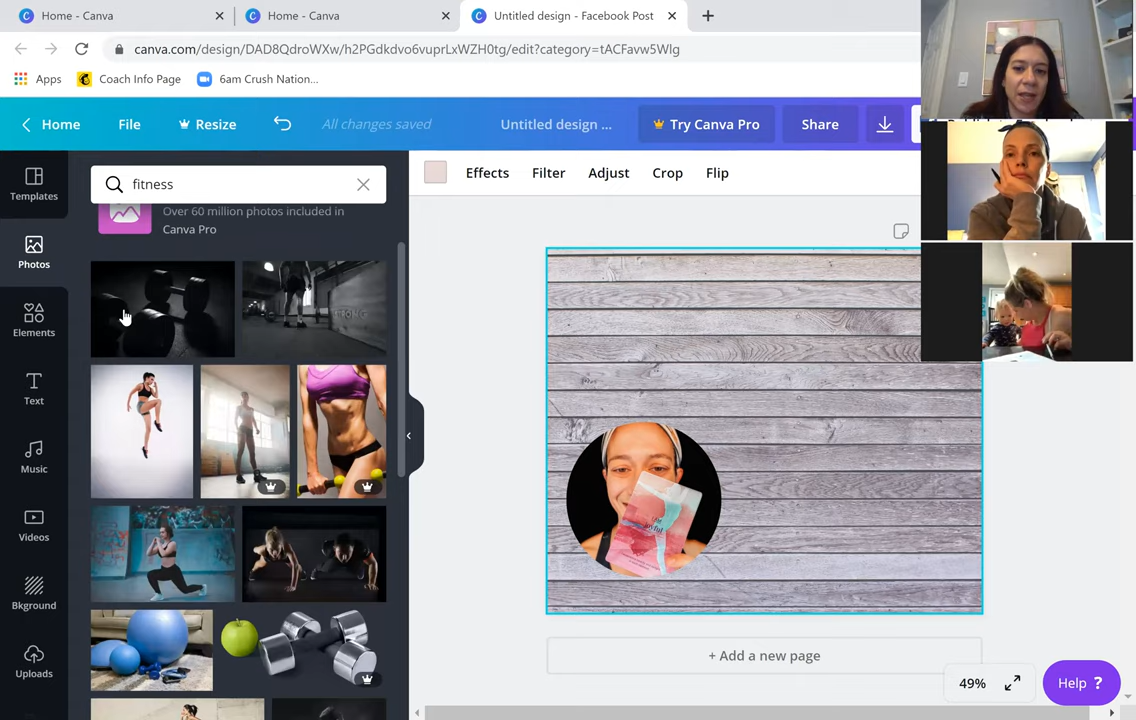 Home - Canva
Home - Canva
Untitled design - Facebook Post
canva.com/design/DAD8QdroWXw/h2PGdkdvo6vuprLxWZH0tg/edit?category=tACFavw5WIg
Apps
Coach Info Page
6am Crush Nation...
Home
File
Resize
All changes saved
Untitled design ...
Try Canva Pro
Share
Templates
Photos
Elements
Text
Music
Videos
Bkground
Uploads
fitness
Over 60 million photos included in
Canva Pro
Effects
Filter
Adjust
Crop
Flip
joyful
+ Add a new page
49%
Help ?